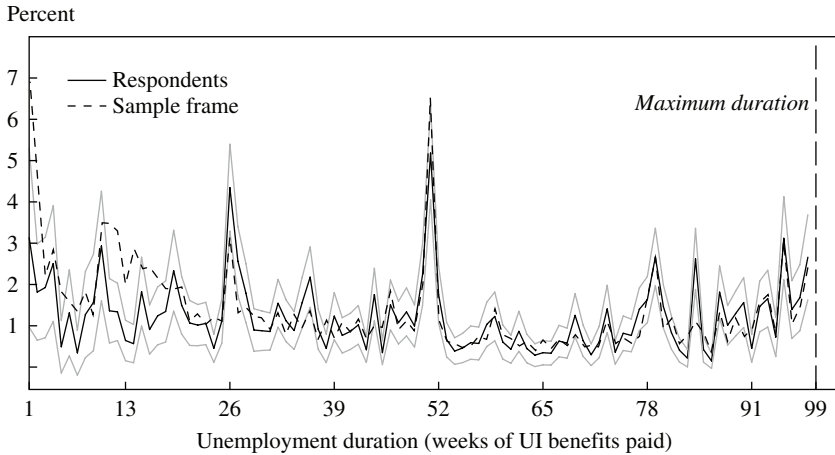 Percent
7
Respondents
Sample frame
Maximum duration
6
5
4
3
2
1
1 13 26 39 52 65 78 91 99
Unemployment duration (weeks of UI benefits paid)